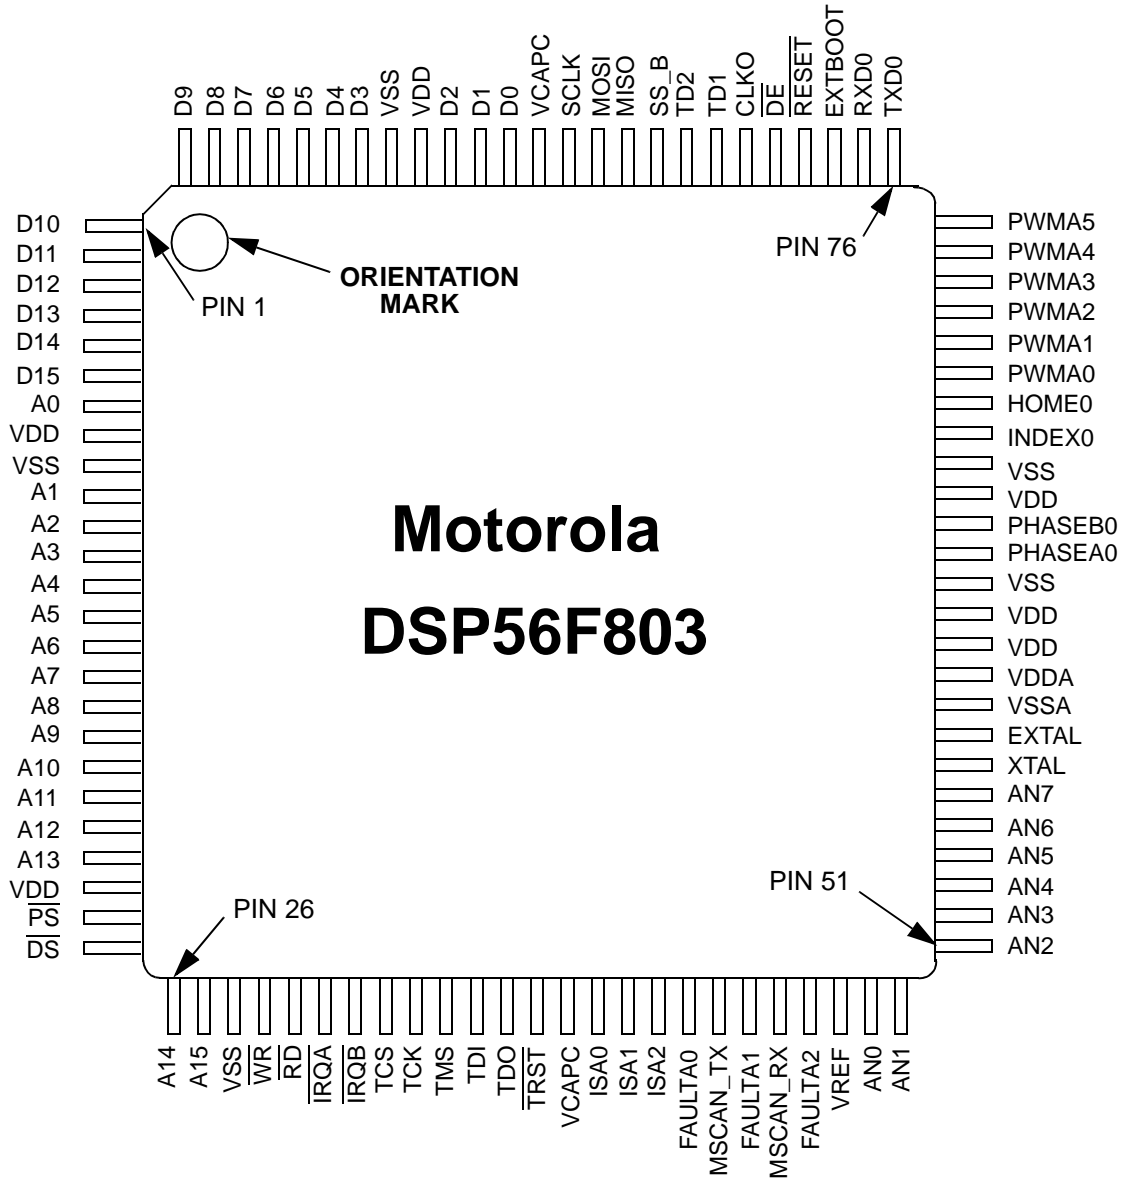 D9
D8
D7
D6
D5
D4
D3
VSS
VDD
D2
D1
D0
VCAPC
SCLK
MOSI
MISO
SS_B
TD2
TD1
CLKO
DE
RESET
EXTBOOT
RXD0
TXD0
D10
D11
D12
D13
D14
D15
A0
VDD
VSS
A1
A2
A3
A4
A5
A6
A7
A8
A9
A10
A11
A12
A13
VDD
PS
DS
PIN 1
ORIENTATION
MARK
PIN 76
Motorola
DSP56F803
PIN 26
PIN 51
PWMA5
PWMA4
PWMA3
PWMA2
PWMA1
PWMA0
HOME0
INDEX0
VSS
VDD
PHASEB0
PHASEA0
VSS
VDD
VDD
VDDA
VSSA
EXTAL
XTAL
AN7
AN6
AN5
AN4
AN3
AN2
A14
A15
VSS
WR
RD
IRQA
IRQB
TCS
TCK
TMS
TDI
TDO
TRST
VCAPC
ISA0
ISA1
ISA2
FAULTA0
MSCAN_TX
FAULTA1
MSCAN_RX
FAULTA2
VREF
AN0
AN1